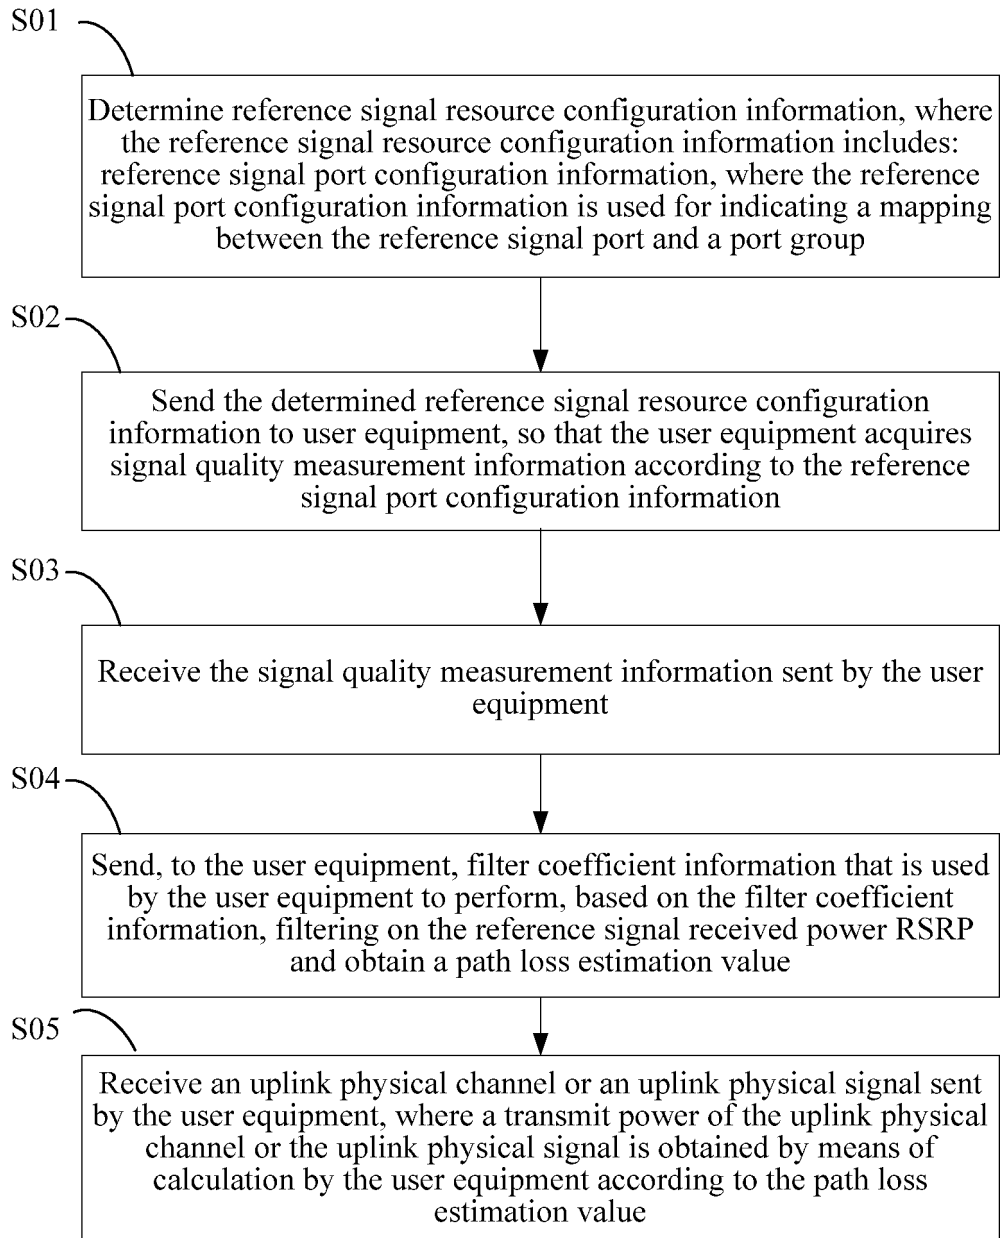 S01
Determine reference signal resource configuration information, where
the reference signal resource configuration information includes:
reference signal port configuration information, where the reference
signal port configuration information is used for indicating a mapping
between the reference signal port and a port group
S02
Send the determined reference signal resource configuration
information to user equipment, so that the user equipment acquires
signal quality measurement information according to the reference
signal port configuration information
S03
Receive the signal quality measurement information sent by the user
equipment
S04
Send, to the user equipment, filter coefficient information that is used
by the user equipment to perform, based on the filter coefficient
information, filtering on the reference signal received power RSRP
and obtain a path loss estimation value
S05
Receive an uplink physical channel or an uplink physical signal sent
by the user equipment, where a transmit power of the uplink physical
channel or the uplink physical signal is obtained by means of
calculation by the user equipment according to the path loss
estimation value